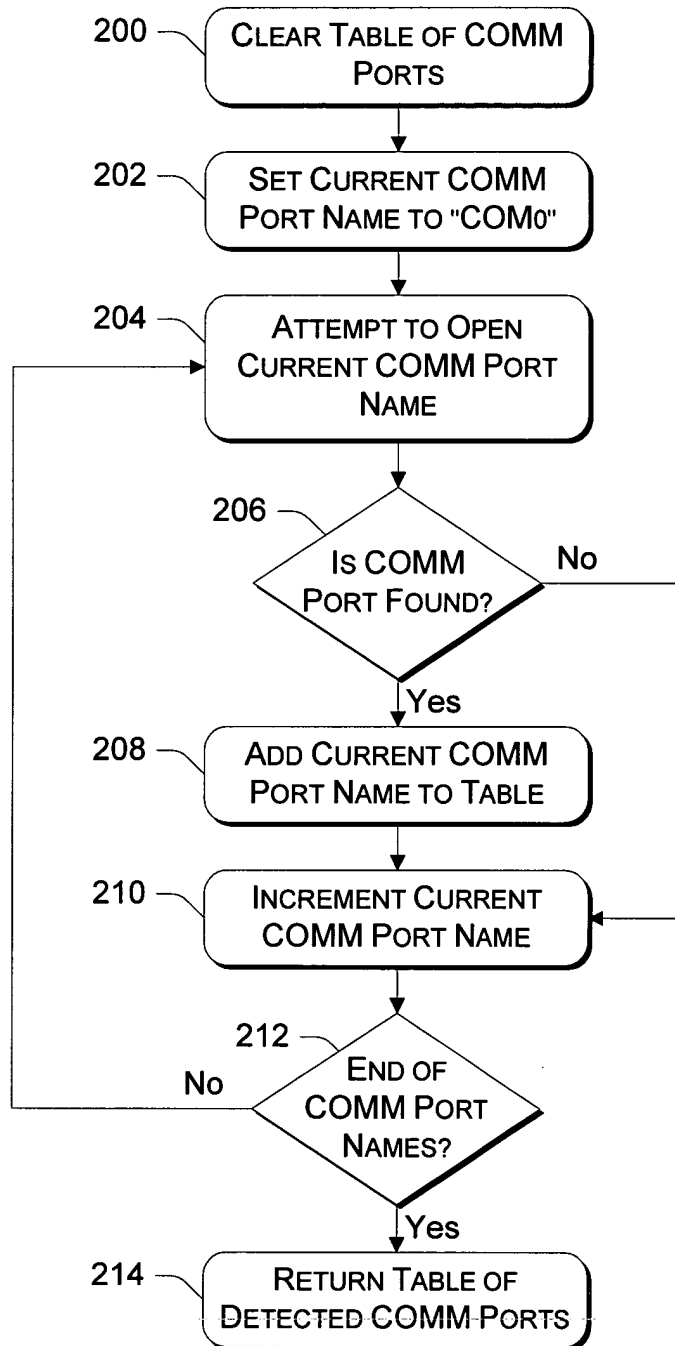 200
CLEAR TABLE OF COMM
PORTS
202
SET CURRENT COMM
PORT NAME TO "COM0"
204
ATTEMPT TO OPEN
CURRENT COMM PORT
NAME
206
IS COMM
PORT FOUND?
No
Yes
208
ADD CURRENT COMM
PORT NAME TO TABLE
210
INCREMENT CURRENT
COMM PORT NAME
212
END OF
COMM PORT
NAMES?
No
Yes
214
RETURN TABLE OF
DETECTED COMM PORTS